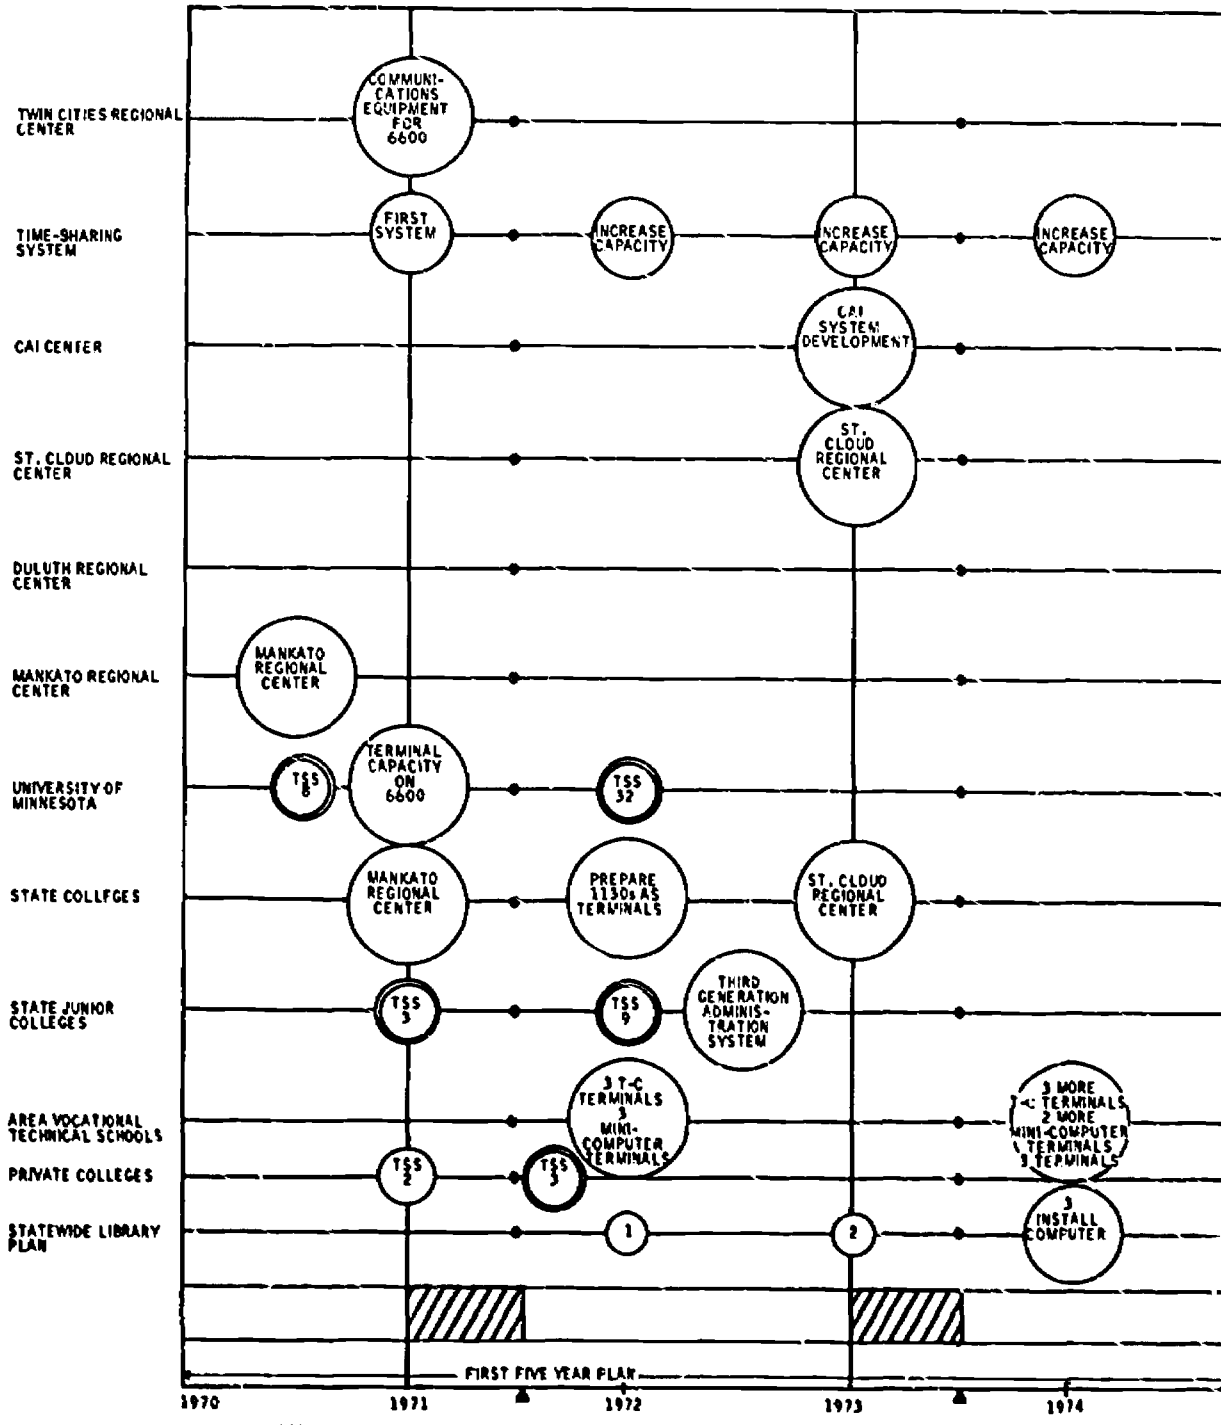 TWIN CITIES REGIONAL
CENTER
COMMUNI-
CATIONS
EQUIPMENT
FOR
6600
TIME-SHARING
SYSTEM
FIRST
SYSTEM
INCREASE
CAPACITY
INCREASE
CAPACITY
INCREASE
CAPACITY
CAI CENTER
CAI
SYSTEM
DEVELOPMENT
ST. CLOUD REGIONAL
CENTER
ST.
CLOUD
REGIONAL
CENTER
DULUTH REGIONAL
CENTER
MANKATO REGIONAL
CENTER
MANKATO
REGIONAL
CENTER
UNIVERSITY OF
MINNESOTA
TSS
TERMINAL
CAPACITY
ON
6600
TSS
32
STATE COLLEGES
MANKATO
REGIONAL
CENTER
PREPARE
1130s AS
TERMINALS
ST. CLOUD
REGIONAL
CENTER
STATE JUNIOR
COLLEGES
TSS
3
TSS
9
THIRD
GENERATION
ADMINIS-
TRATION
SYSTEM
AREA VOCATIONAL
TECHNICAL SCHOOLS
3 T-C
TERMINALS
3
MINI-
COMPUTER
TERMINALS
3 MORE
T-C TERMINALS
2 MORE
MINI-COMPUTER
TERMINALS
3 TERMINALS
PRIVATE COLLEGES
TSS
2
TSS
3
STATEWIDE LIBRARY
PLAN
1
2
3
INSTALL
COMPUTER
FIRST FIVE YEAR PLAN
1970 1971 1972 1973 1974